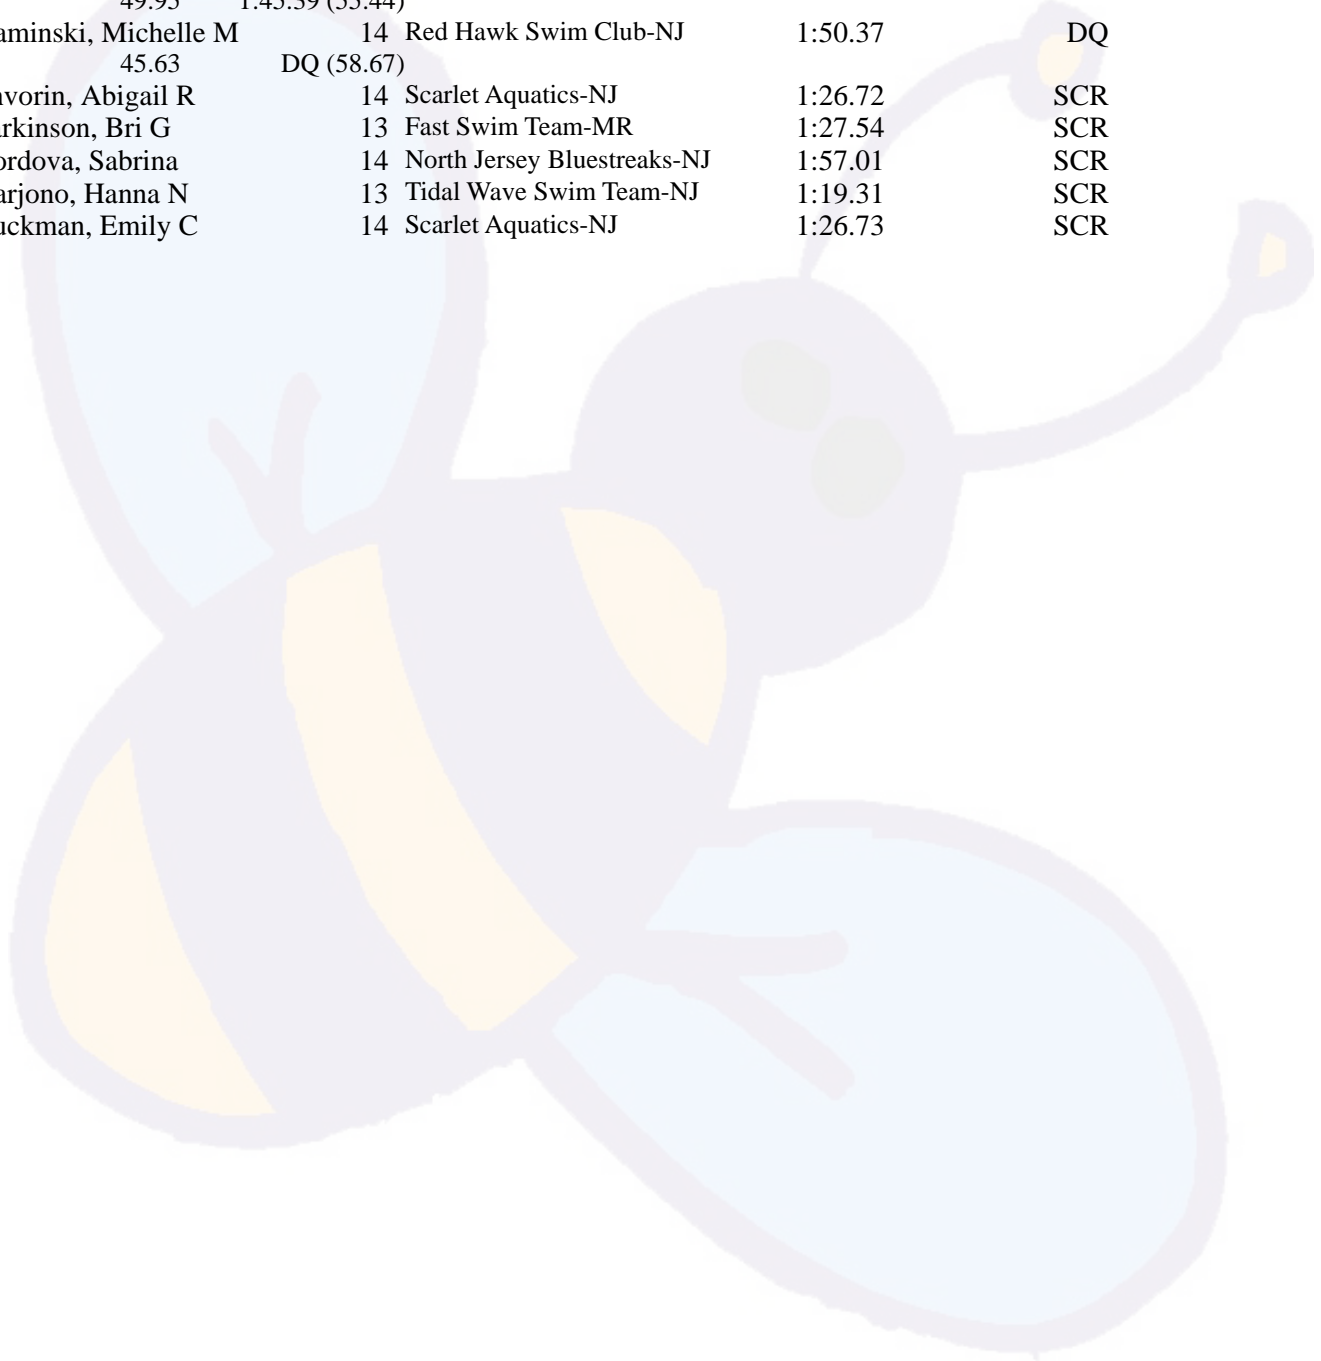 49.95 1:45.39 (55.44)
aminski, Michelle M 14 Red Hawk Swim Club-NJ 1:50.37 DQ
45.63 DQ (58.67)
vorin, Abigail R 14 Scarlet Aquatics-NJ 1:26.72 SCR
arkinson, Bri G 13 Fast Swim Team-MR 1:27.54 SCR
ordova, Sabrina 14 North Jersey Bluestreaks-NJ 1:57.01 SCR
arjono, Hanna N 13 Tidal Wave Swim Team-NJ 1:19.31 SCR
uckman, Emily C 14 Scarlet Aquatics-NJ 1:26.73 SCR